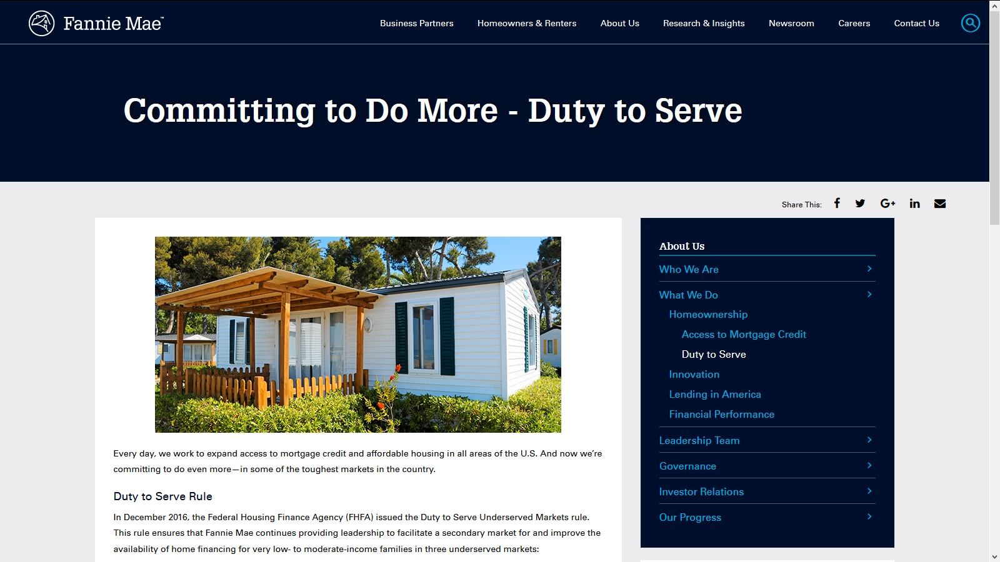 Fannie Mae™
Business Partners
Homeowners & Renters
About Us
Research & Insights
Newsroom
Careers
Contact Us
Committing to Do More - Duty to Serve
Share This:
Every day, we work to expand access to mortgage credit and affordable housing in all areas of the U.S. And now we’re
committing to do even more—in some of the toughest markets in the country.
Duty to Serve Rule
In December 2016, the Federal Housing Finance Agency (FHFA) issued the Duty to Serve Underserved Markets rule.
This rule ensures that Fannie Mae continues providing leadership to facilitate a secondary market for and improve the
availability of home financing for very low- to moderate-income families in three underserved markets:
About Us
Who We Are
What We Do
Homeownership
Access to Mortgage Credit
Duty to Serve
Innovation
Lending in America
Financial Performance
Leadership Team
Governance
Investor Relations
Our Progress